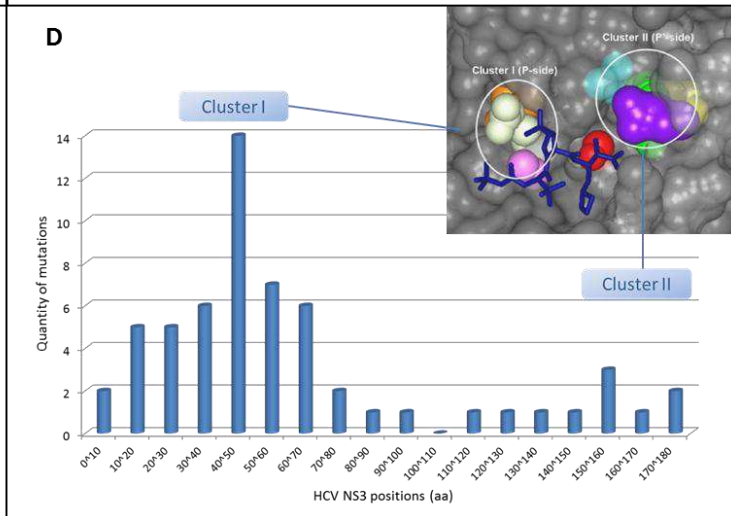 D
Cluster II (P'-side)
Cluster I (P-side)
Cluster I
Cluster II
Quantity of mutations
14
12
10
8
6
4
2
0
0^10 10^20 20^30 30^40 40^50 50^60 60^70 70^80 80^90 90^100 100^110 110^120 120^130 130^140 140^150 150^160 160^170 170^180
HCV NS3 positions (aa)